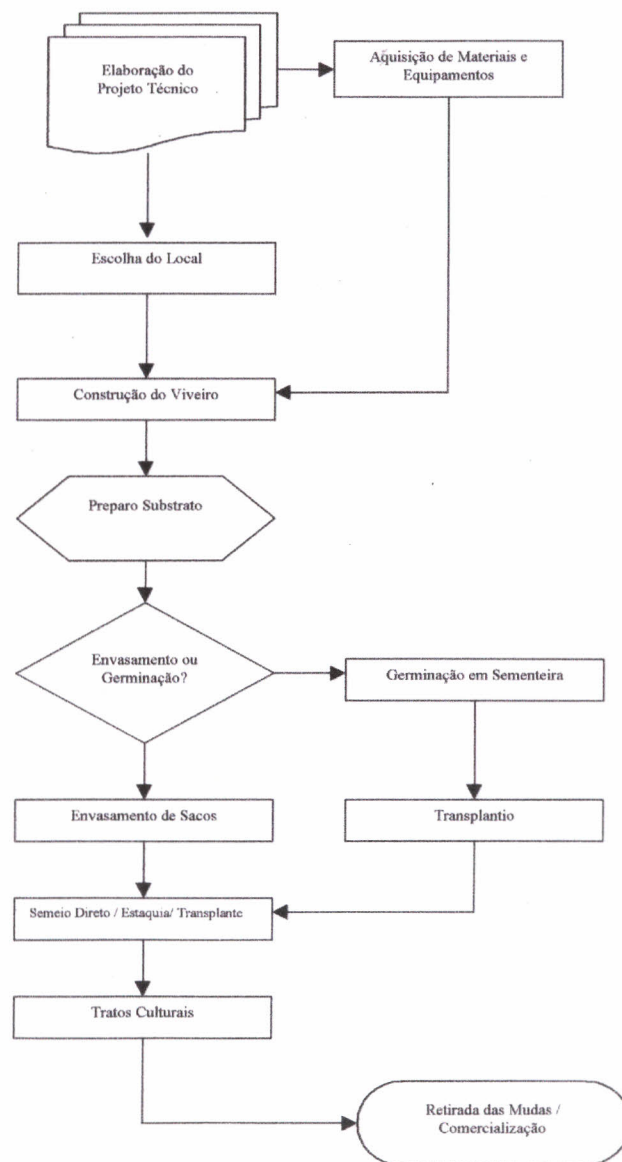 Elaboração do
Projeto Técnico
Aquisição de Materiais e
Equipamentos
Escolha do Local
Construção do Viveiro
Preparo Substrato
Envasamento ou
Germinação?
Germinação em Sementeira
Envasamento de Sacos
Transplantio
Semeio Direto / Estaquia/ Transplante
Tratos Culturais
Retirada das Mudas /
Comercialização